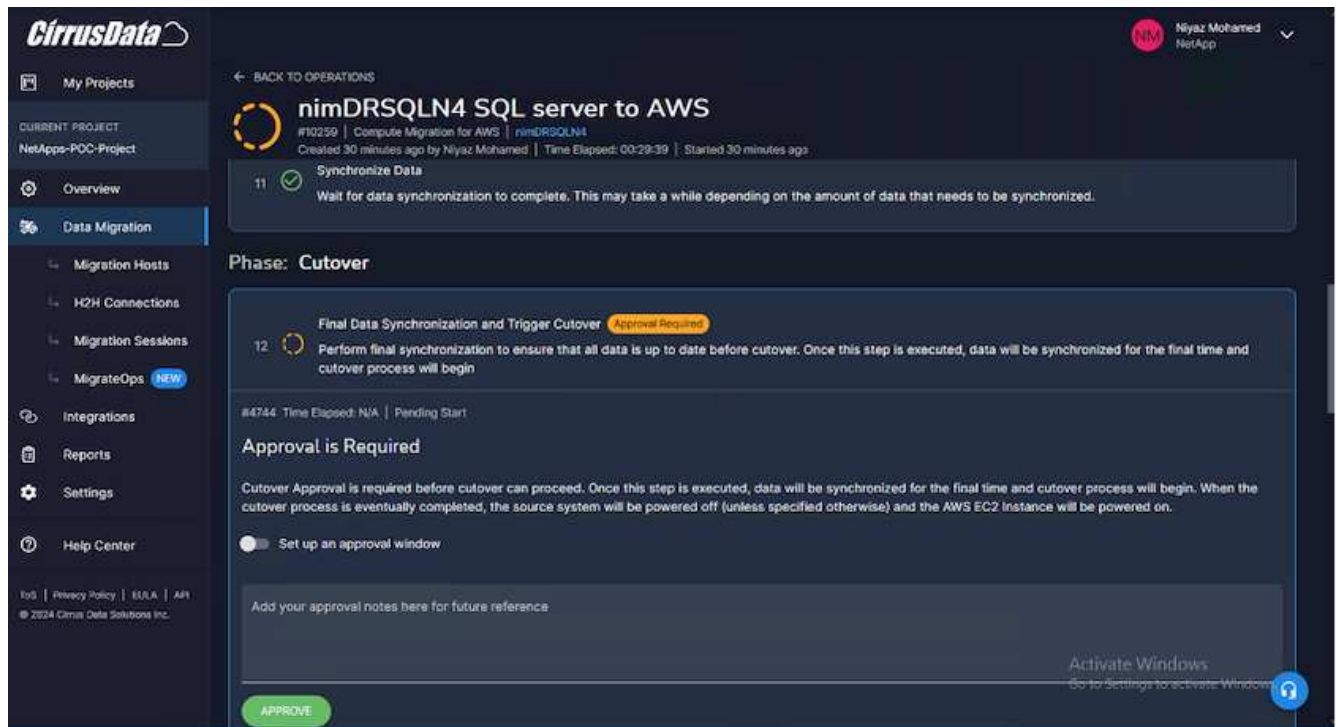 CirrusData
NM
Niyaz Mohamed
NetApp
My Projects
CURRENT PROJECT
NetApps-POC-Project
Overview
Data Migration
Migration Hosts
H2H Connections
Migration Sessions
MigrateOps NEW
Integrations
Reports
Settings
Help Center
ToS | Privacy Policy | EULA | API
© 2024 Cirrus Data Solutions Inc.
← BACK TO OPERATIONS
nimDRSQLN4 SQL server to AWS
#10259 | Compute Migration for AWS | nimDRSQLN4
Created 30 minutes ago by Niyaz Mohamed | Time Elapsed: 00:29:39 | Started 30 minutes ago
11 Synchronize Data
Wait for data synchronization to complete. This may take a while depending on the amount of data that needs to be synchronized.
Phase: Cutover
12 Final Data Synchronization and Trigger Cutover Approval Required
Perform final synchronization to ensure that all data is up to date before cutover. Once this step is executed, data will be synchronized for the final time and
cutover process will begin
#4744 Time Elapsed: N/A | Pending Start
Approval is Required
Cutover Approval is required before cutover can proceed. Once this step is executed, data will be synchronized for the final time and cutover process will begin. When the
cutover process is eventually completed, the source system will be powered off (unless specified otherwise) and the AWS EC2 Instance will be powered on.
Set up an approval window
Add your approval notes here for future reference
Activate Windows
Go to Settings to activate Windows
APPROVE